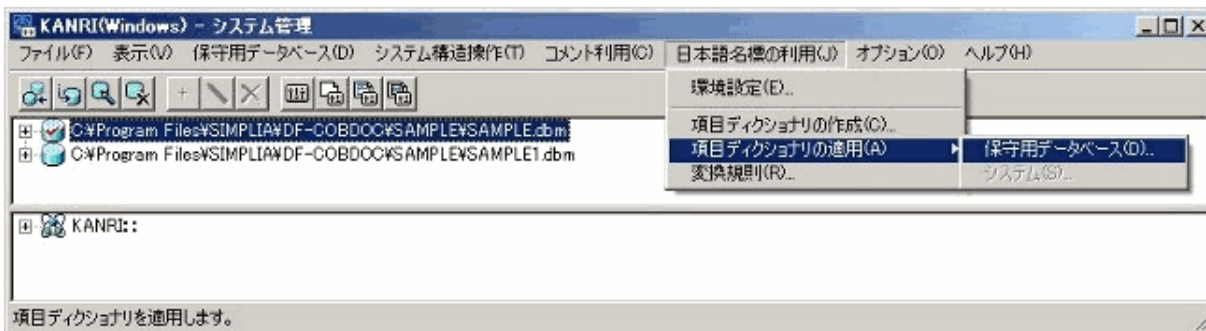 KANRI(Windows) - システム管理
ファイル(F) 表示(V) 保守用データベース(D) システム構造操作(T) コメント利用(C) 日本語名標の利用(J) オプション(O) ヘルプ(H)
環境設定(E)...
項目ディクショナリの作成(C)...
項目ディクショナリの適用(A)
保守用データベース(D)...
変換規則(R)...
システム(S)...
C:¥Program Files¥SIMPLIA¥DF-COBDOC¥SAMPLE¥SAMPLE.dbm
C:¥Program Files¥SIMPLIA¥DF-COBDOC¥SAMPLE¥SAMPLE1.dbm
KANRI::
項目ディクショナリを適用します。